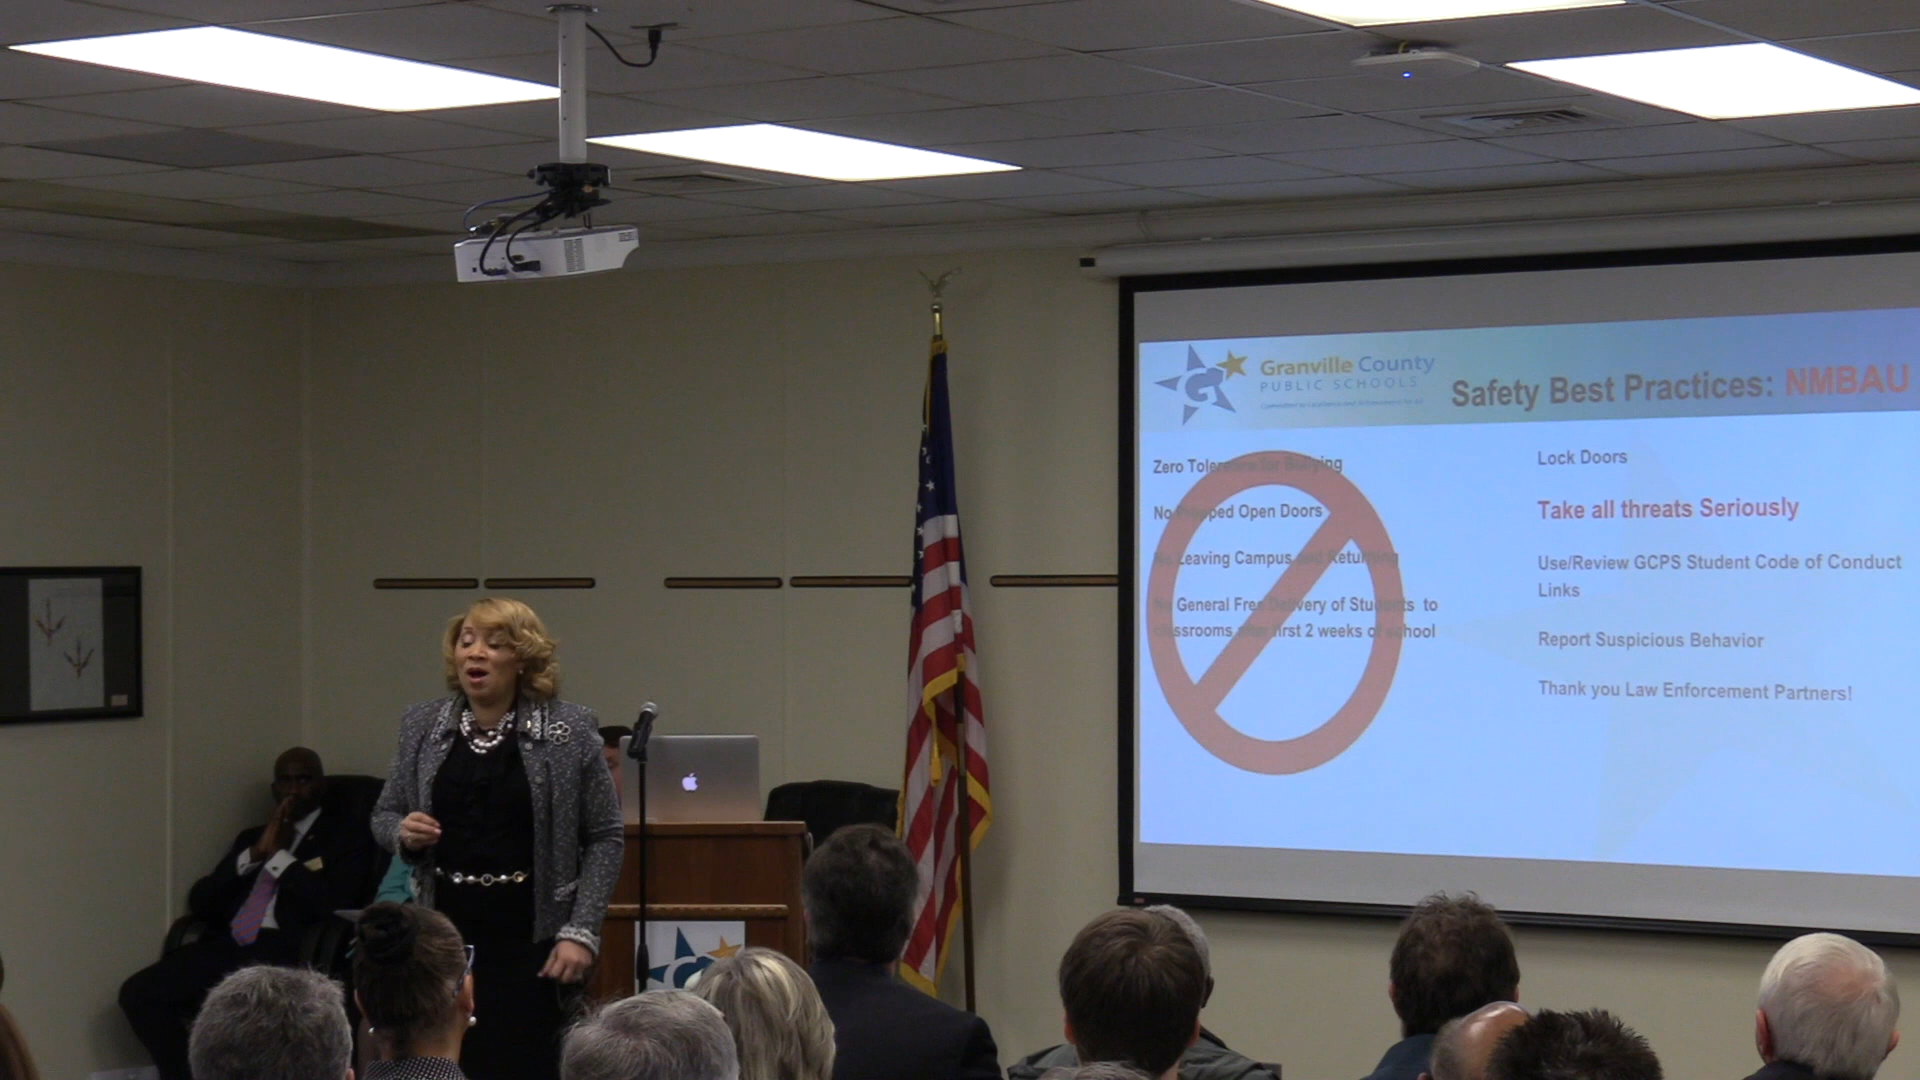 Granville County
PUBLIC SCHOOLS
Safety Best Practices: NMBAU
Zero Tolerance for Bullying
No Propped Open Doors
No Leaving Campus and Returning
No General Free Delivery of Students to
classrooms after first 2 weeks of school
Lock Doors
Take all threats Seriously
Use/Review GCPS Student Code of Conduct
Links
Report Suspicious Behavior
Thank you Law Enforcement Partners!